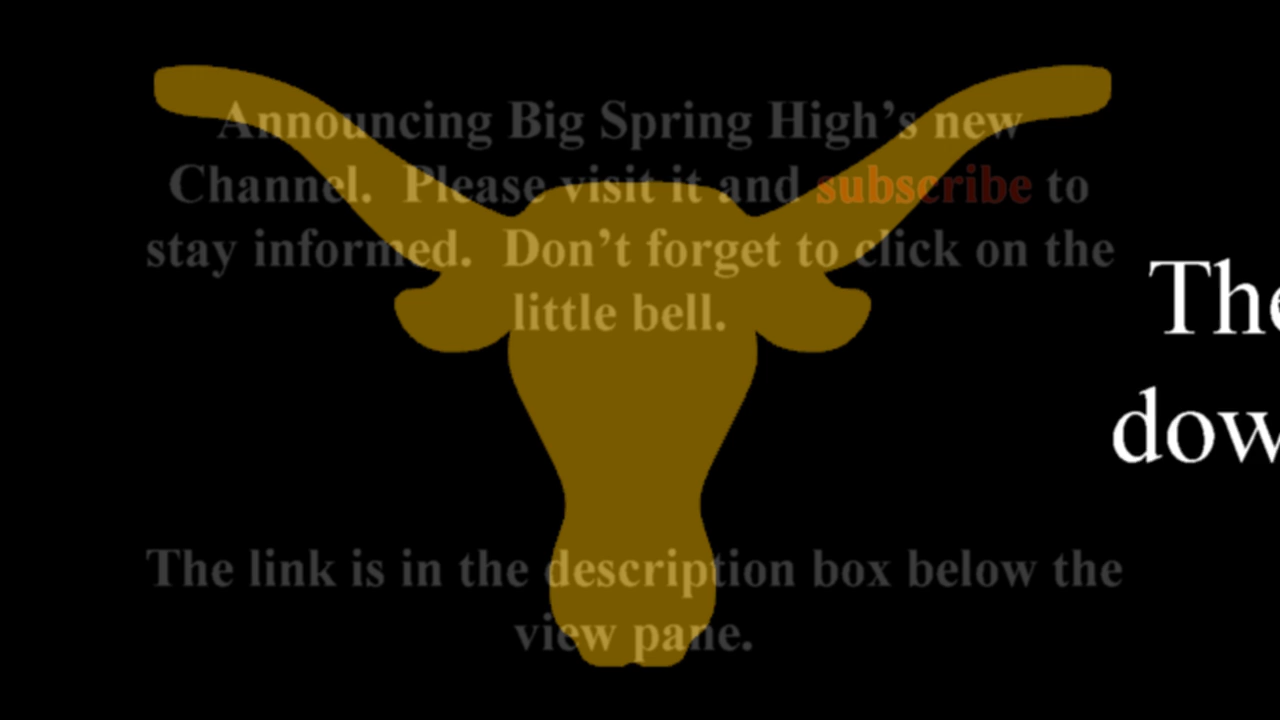 Announcing Big Spring High’s new
Channel.  Please visit it and subscribe to
stay informed.  Don’t forget to click on the
little bell.
The
dow
The link is in the description box below the
view pane.